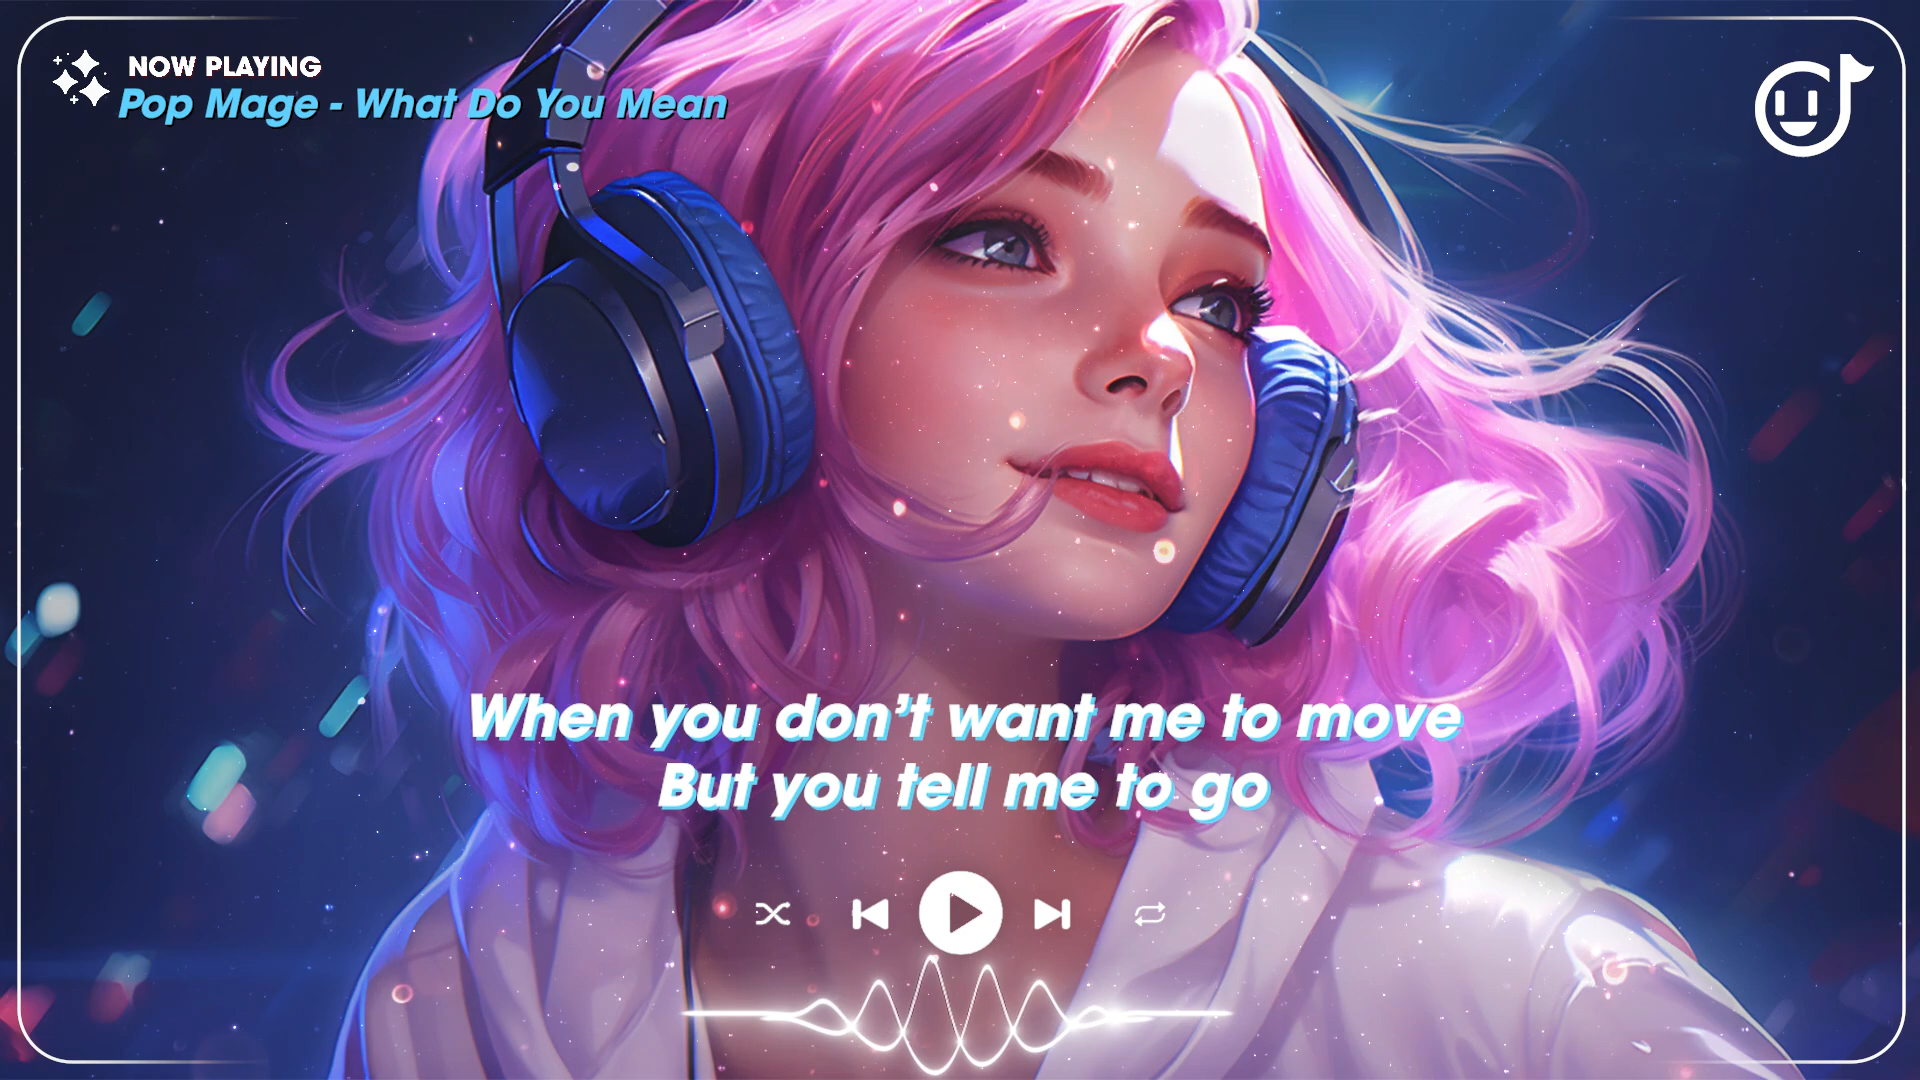 NOW PLAYING
Pop Mage - What Do You Mean
When you don't want me to move
But you tell me to go